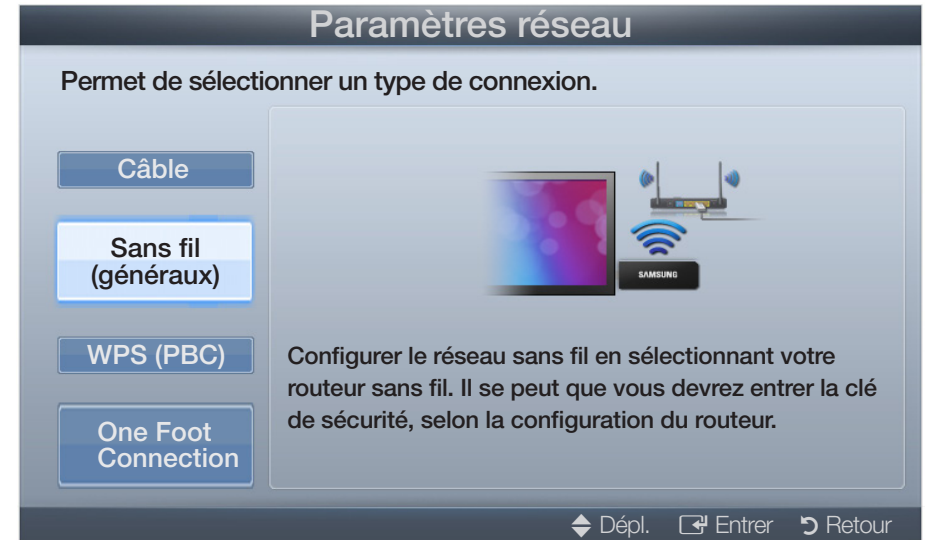 Paramètres réseau
Permet de sélectionner un type de connexion.
Câble
Sans fil
(généraux)
WPS (PBC)
One Foot
Connection
SAMSUNG
Configurer le réseau sans fil en sélectionnant votre
routeur sans fil. Il se peut que vous devrez entrer la clé
de sécurité, selon la configuration du routeur.
Dépl. Entrer Retour